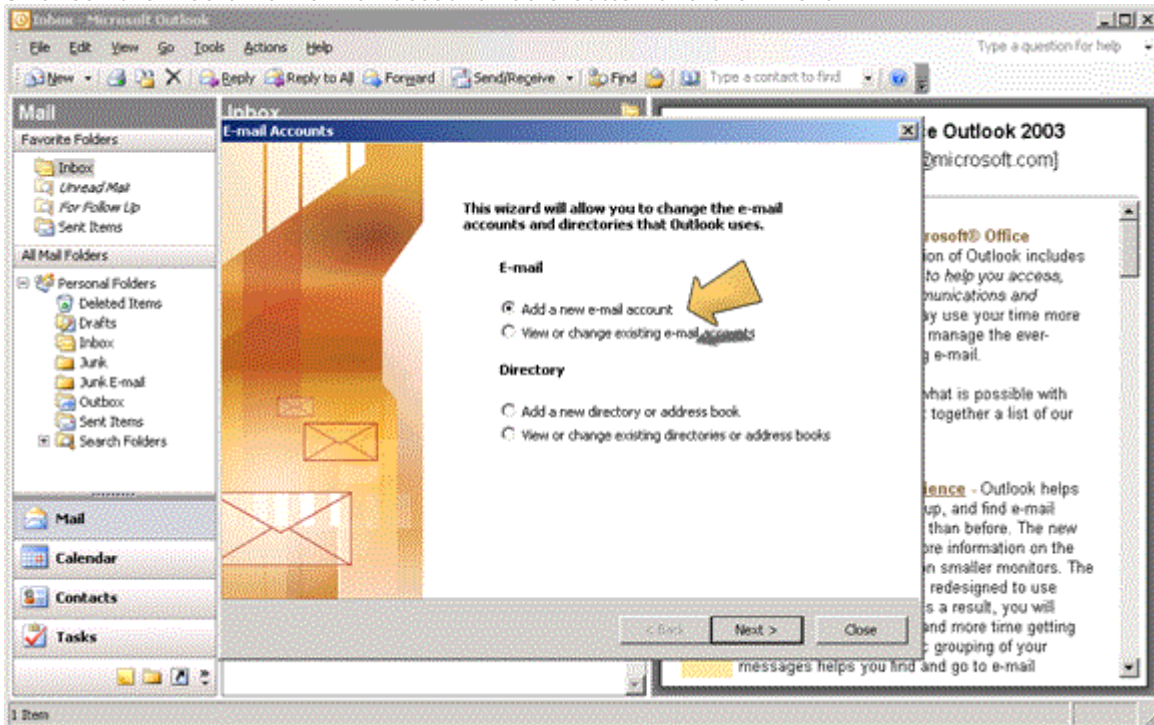 Inbox - Microsoft Outlook
File Edit View Go Tools Actions Help
Type a question for help
New Reply Reply to All Forward Send/Receive Find Type a contact to find
Mail
Favorite Folders
Inbox
Unread Mail
For Follow Up
Sent Items
All Mail Folders
Personal Folders
Deleted Items
Drafts
Inbox
Junk
Junk E-mail
Outbox
Sent Items
Search Folders
Mail
Calendar
Contacts
Tasks
1 Item
Inbox
E-mail Accounts
This wizard will allow you to change the e-mail
accounts and directories that Outlook uses.
E-mail
Add a new e-mail account
View or change existing e-mail accounts
Directory
Add a new directory or address book
View or change existing directories or address books
< Back Next > Close
e Outlook 2003
@microsoft.com]
rosoft® Office
ion of Outlook includes
to help you access,
munications and
ay use your time more
manage the ever-
g e-mail.
what is possible with
t together a list of our
ience - Outlook helps
up, and find e-mail
than before. The new
ore information on the
n smaller monitors. The
redesigned to use
s a result, you will
and more time getting
c grouping of your
messages helps you find and go to e-mail